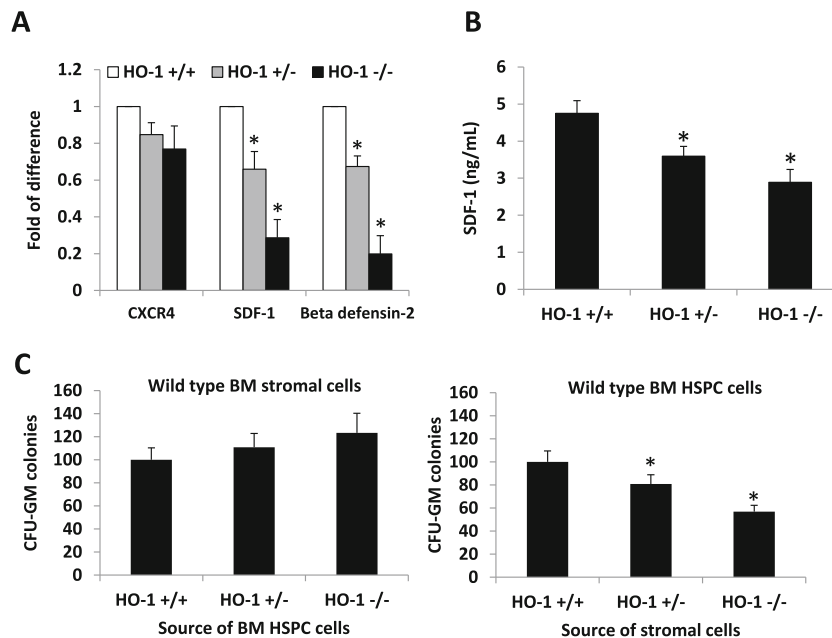 A
HO-1 +/+ HO-1 +/- HO-1 -/-
Fold of difference
1.2
1
0.8
0.6
0.4
0.2
0
*
*
*
*
CXCR4 SDF-1 Beta defensin-2
B
SDF-1 (ng/mL)
6
5
4
3
2
1
0
*
*
HO-1 +/+ HO-1 +/- HO-1 -/-
C
Wild type BM stromal cells
CFU-GM colonies
160
140
120
100
80
60
40
20
0
HO-1 +/+ HO-1 +/- HO-1 -/-
Source of BM HSPC cells
Wild type BM HSPC cells
CFU-GM colonies
160
140
120
100
80
60
40
20
0
*
*
HO-1 +/+ HO-1 +/- HO-1 -/-
Source of stromal cells